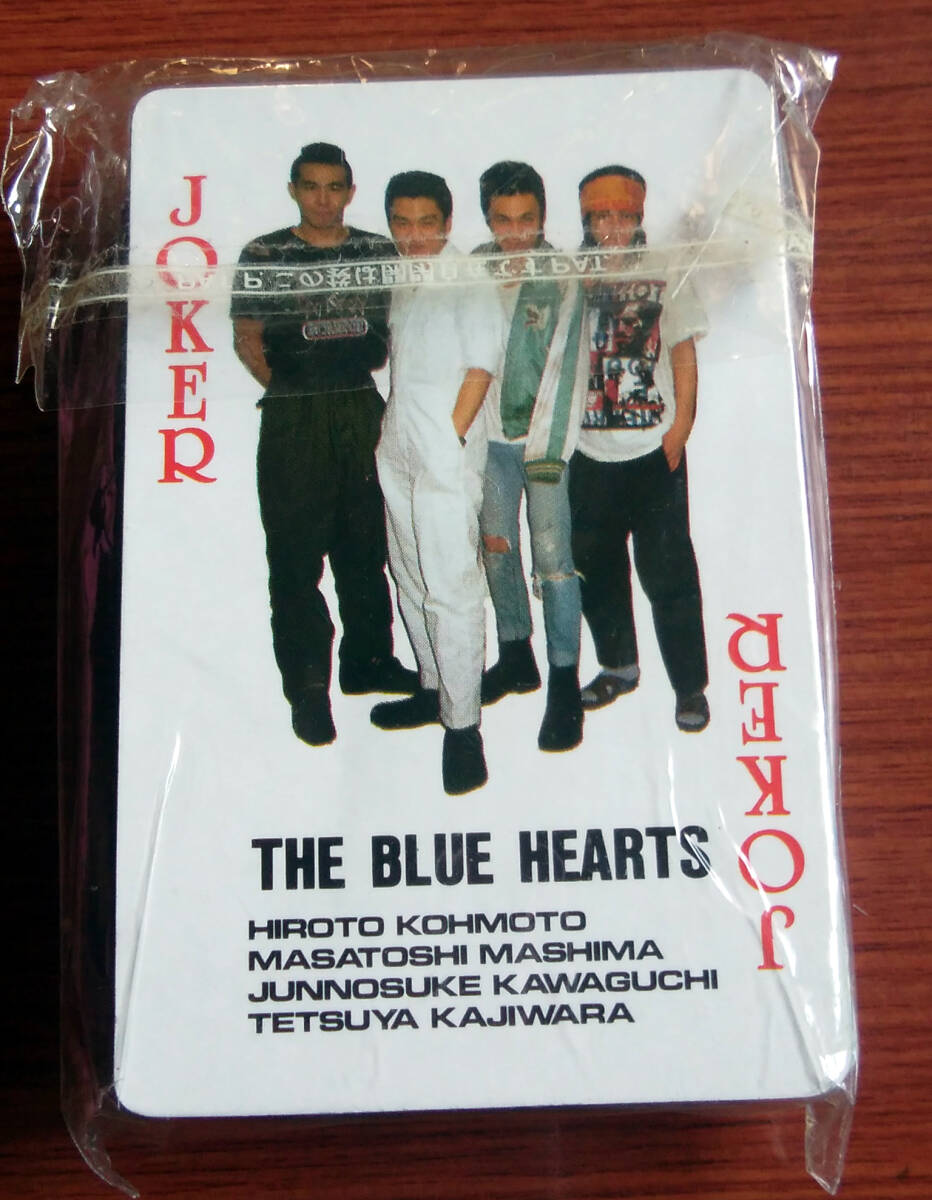 JOKER
THE BLUE HEARTS
HIROTO KOHMOTO
MASATOSHI MASHIMA
JUNNOSUKE KAWAGUCHI
TETSUYA KAJIWARA
JOKER